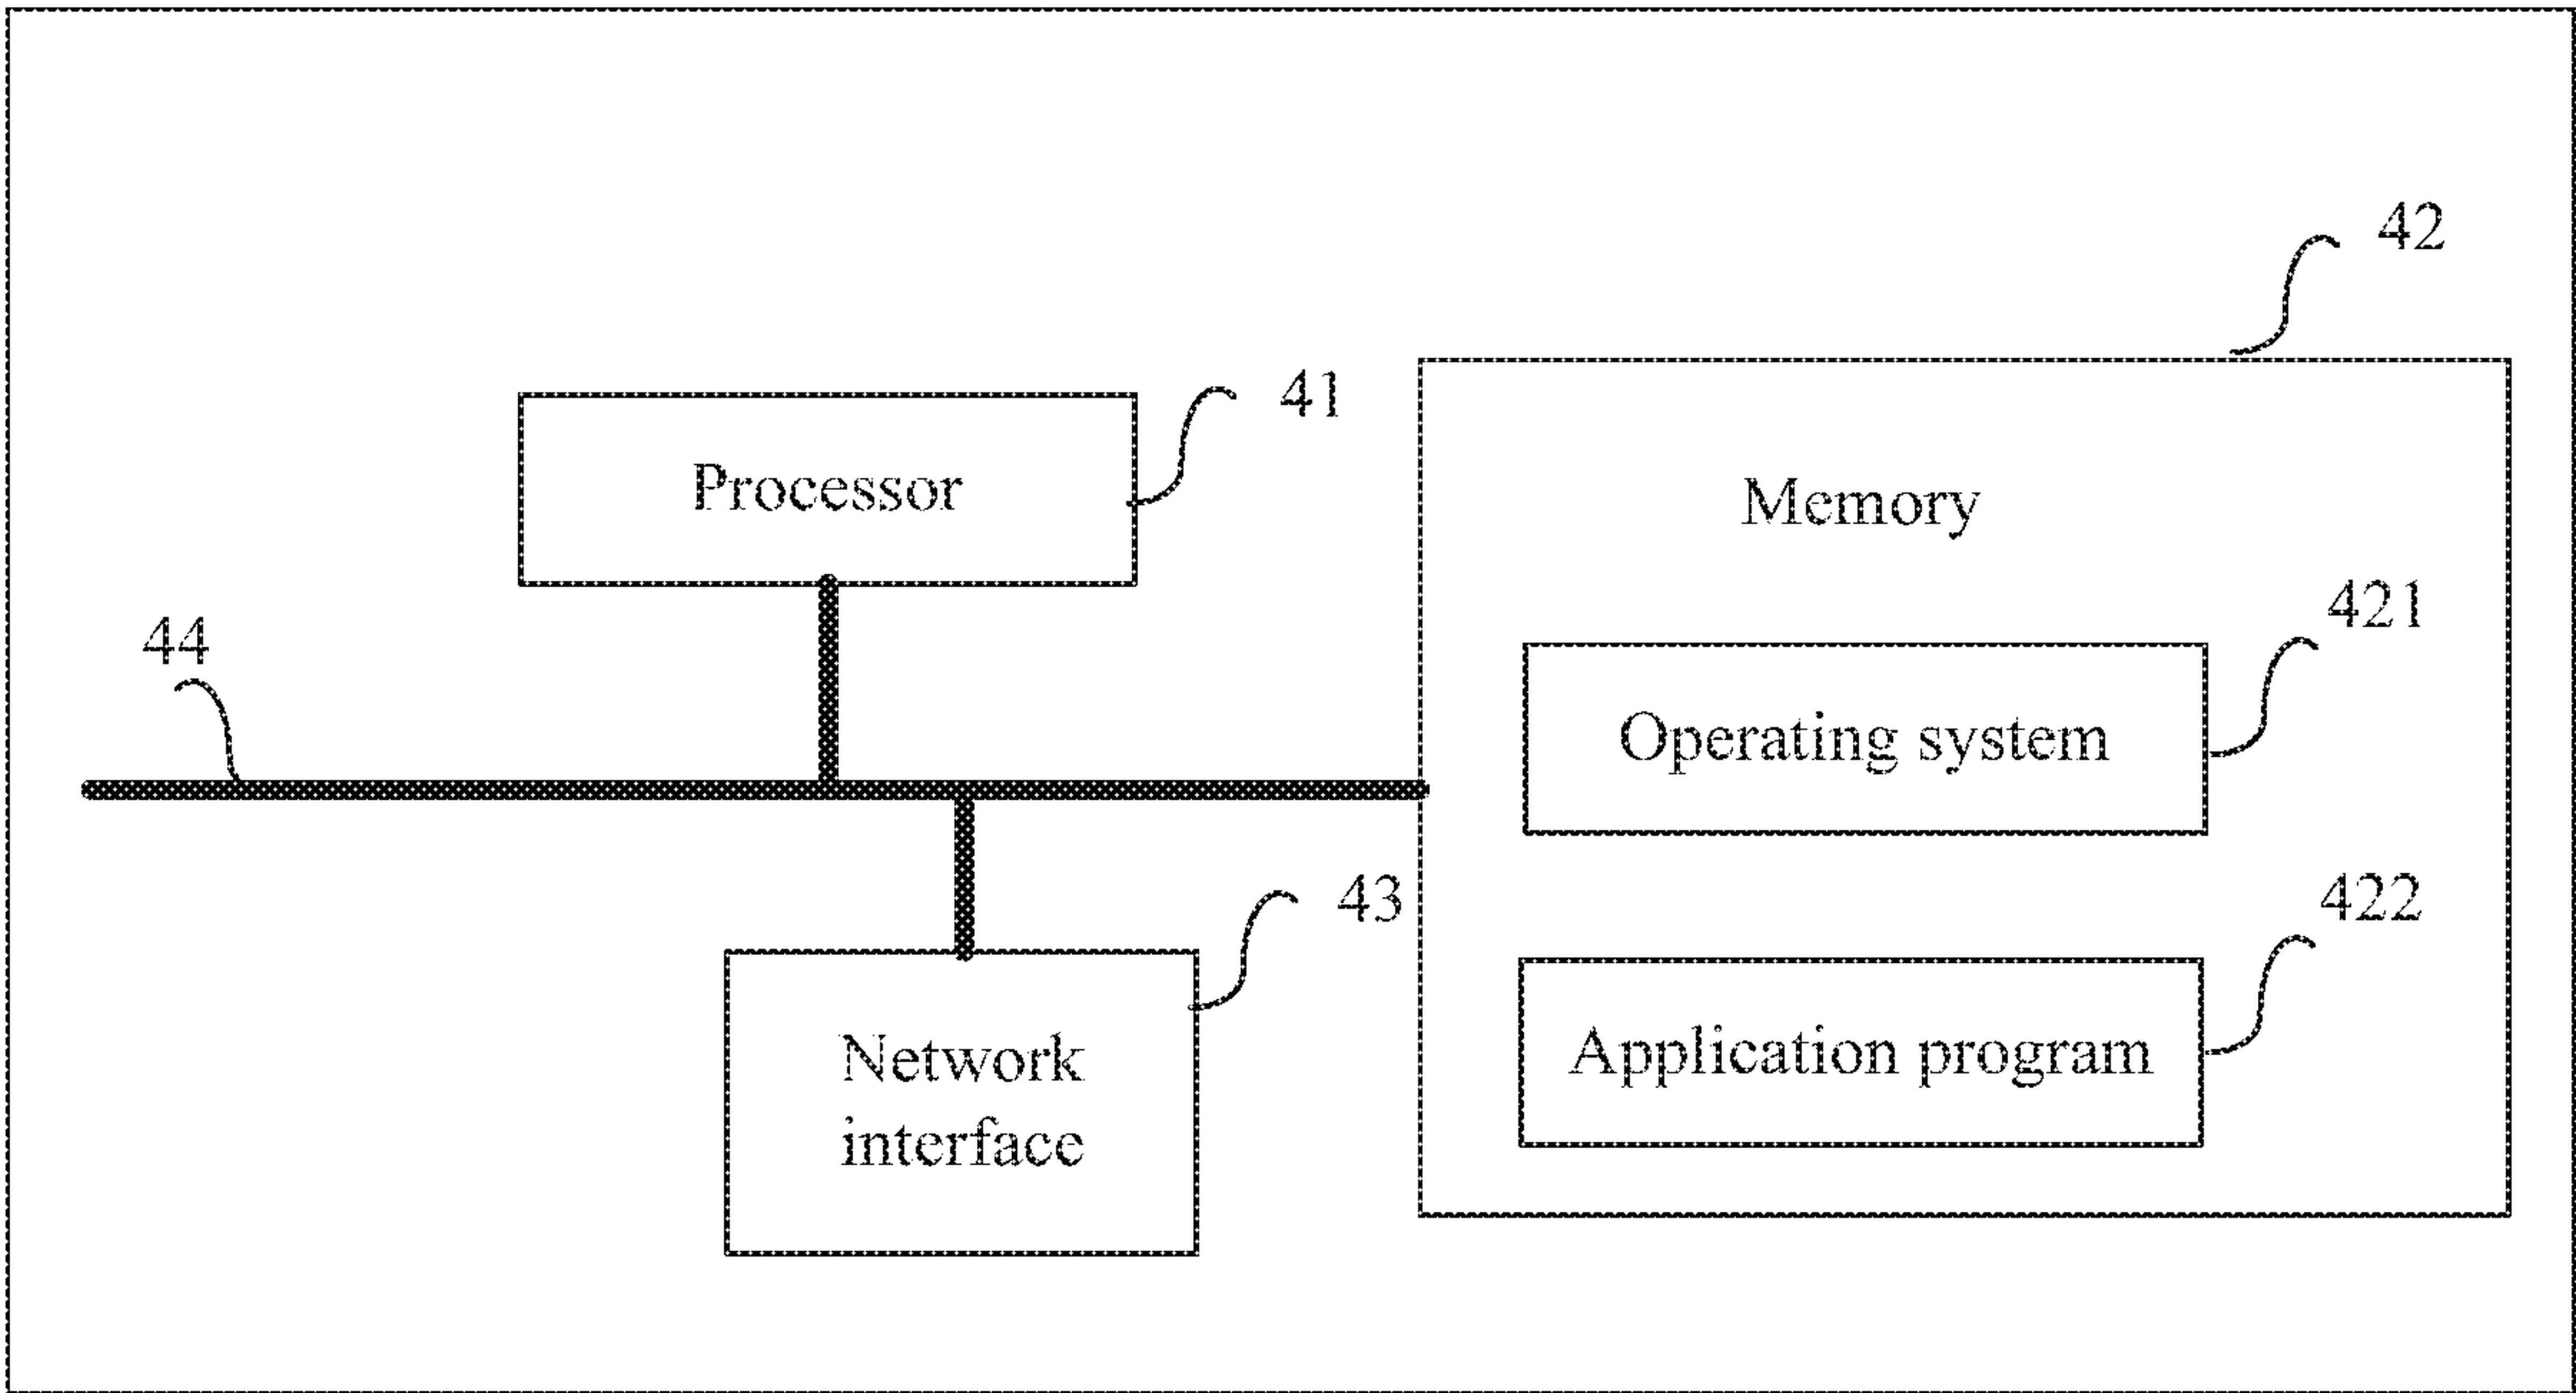 42
41
Processor
Memory
421
44
Operating system
422
43
Application program
Network
interface